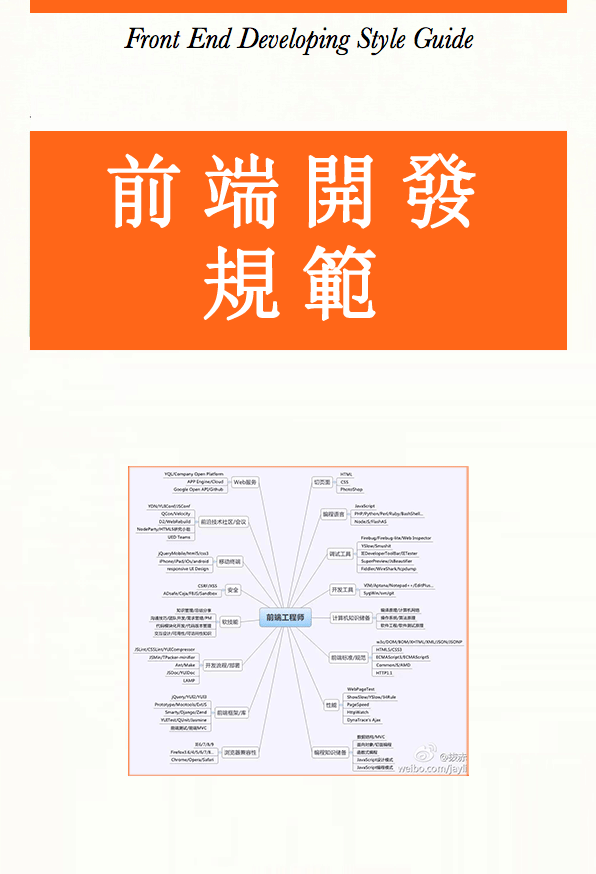 Front End Developing Style Guide
前端開發
規範
YQL/Company Open Platform
APP Engine/Cloud
Google Open API/Github
Web服务
YDN/YUIConf/JSConf
QCon/Velocity
D2/WebRebuild
NodeParty/HTML5梦究小组
UED Teams
前沿技术社区/会议
jQueryMobile/html5/css3
iPhone/iPad/iOs/android
responsive UI Design
移动终端
CSRF/XSS
ADsafe/Caja/FBJS/Sandbox
安全
知识管理/总结分享
沟通技巧/团队开发/需求管理/PM
代码模块化开发/代码版本管理
交互设计/可用性/可访问性知识
软技能
JSLint/CSSLint/YUICompressor
JSMin/TPacker-minifier
Ant/Make
JSDoc/YUIDoc
LAMP
开发流程/部署
jQuery/YUI2/YUI3
Prototype/Mootools/ExtJS
Smarty/Django/Zend
YUITest/QUnit/Jasmine
前端测试/前端MVC
前端框架/库
IE6/7/8/9
Firefox3.6/4/5/6/7/8...
Chrome/Opera/Safari
浏览器兼容性
前端工程师
切页面
HTML
CSS
PhotoShop
编程语言
JavaScript
PHP/Python/Perl/Ruby/BashShell...
NodeJS/FlashAS
调试工具
Firebug/Firebug-lite/Web Inspector
YSlow/Smushit
IEDeveloperToolBar/IETester
SuperPreview/JsBeautifier
Fiddler/WireShark/tcpdump
开发工具
VIM/Aptana/Notepad++/EditPlus...
SypWin/svn/git
计算机知识储备
编译原理/计算机网络
操作系统/算法原理
软件工程/软件测试原理
前端标准/规范
w3c/DOM/BOM/XHTML/XML/JSON/JSONP
HTML5/CSS3
ECMAScript3/ECMAScript5
CommonJS/AMD
HTTP1.1
性能
WebPageTest
ShowSlow/YSlow/34Rule
PageSpeed
HttpWatch
DynaTrace's Ajax
编程知识储备
数据结构/MVC
面向对象/切面编程
函数式编程
JavaScript设计模式
JavaScript编程模式
@拔赤
weibo.com/jayli